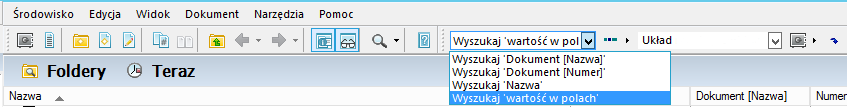 Środowisko Edycja Widok Dokument Narzędzia Pomoc
Wyszukaj 'wartość w pol Układ
Wyszukaj 'Dokument [Nazwa]'
Wyszukaj 'Dokument [Numer]'
Wyszukaj 'Nazwa'
Wyszukaj 'wartość w polach'
Foldery Teraz
Nazwa Dokument [Nazwa] Numer